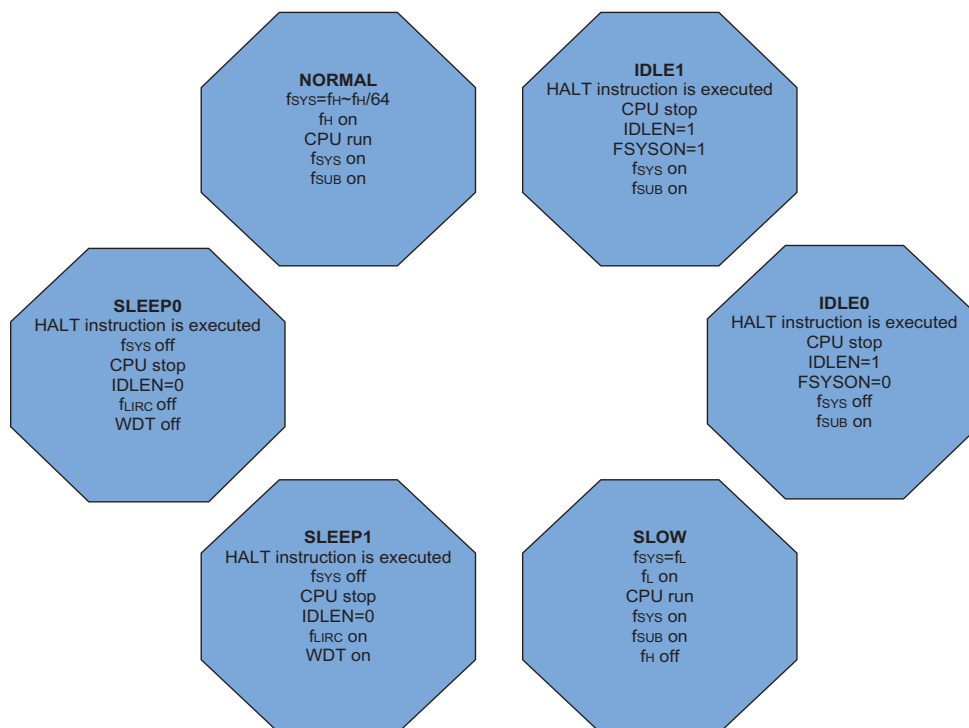 NORMAL
fSYS=fH~fH/64
fH on
CPU run
fSYS on
fSUB on
IDLE1
HALT instruction is executed
CPU stop
IDLEN=1
FSYSON=1
fSYS on
fSUB on
SLEEP0
HALT instruction is executed
fSYS off
CPU stop
IDLEN=0
fLIRC off
WDT off
IDLE0
HALT instruction is executed
CPU stop
IDLEN=1
FSYSON=0
fSYS off
fSUB on
SLEEP1
HALT instruction is executed
fSYS off
CPU stop
IDLEN=0
fLIRC on
WDT on
SLOW
fSYS=fL
fL on
CPU run
fSYS on
fSUB on
fH off